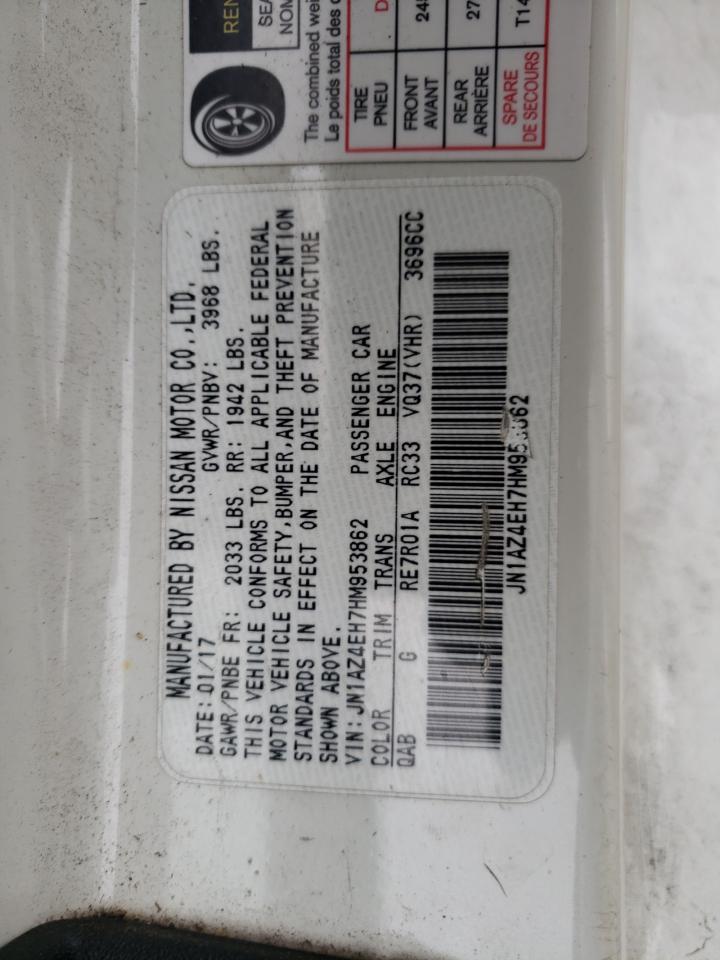 MANUFACTURED BY NISSAN MOTOR CO.,LTD.
DATE: 01/17 GVWR/PNBV: 3968 LBS.
GAWR/PNBE FR: 2033 LBS. RR: 1942 LBS.
THIS VEHICLE CONFORMS TO ALL APPLICABLE FEDERAL
MOTOR VEHICLE SAFETY,BUMPER,AND THEFT PREVENTION
STANDARDS IN EFFECT ON THE DATE OF MANUFACTURE
SHOWN ABOVE.
VIN: JN1AZ4EH7HM953862 PASSENGER CAR
COLOR TRIM TRANS AXLE ENGINE
QAB G RE7R01A RC33 VQ37(VHR) 3696CC
JN1AZ4EH7HM953862
The combined
Le poids total des
TIRE
PNEU
FRONT
AVANT
REAR
ARRIÈRE
SPARE
DE SECOURS